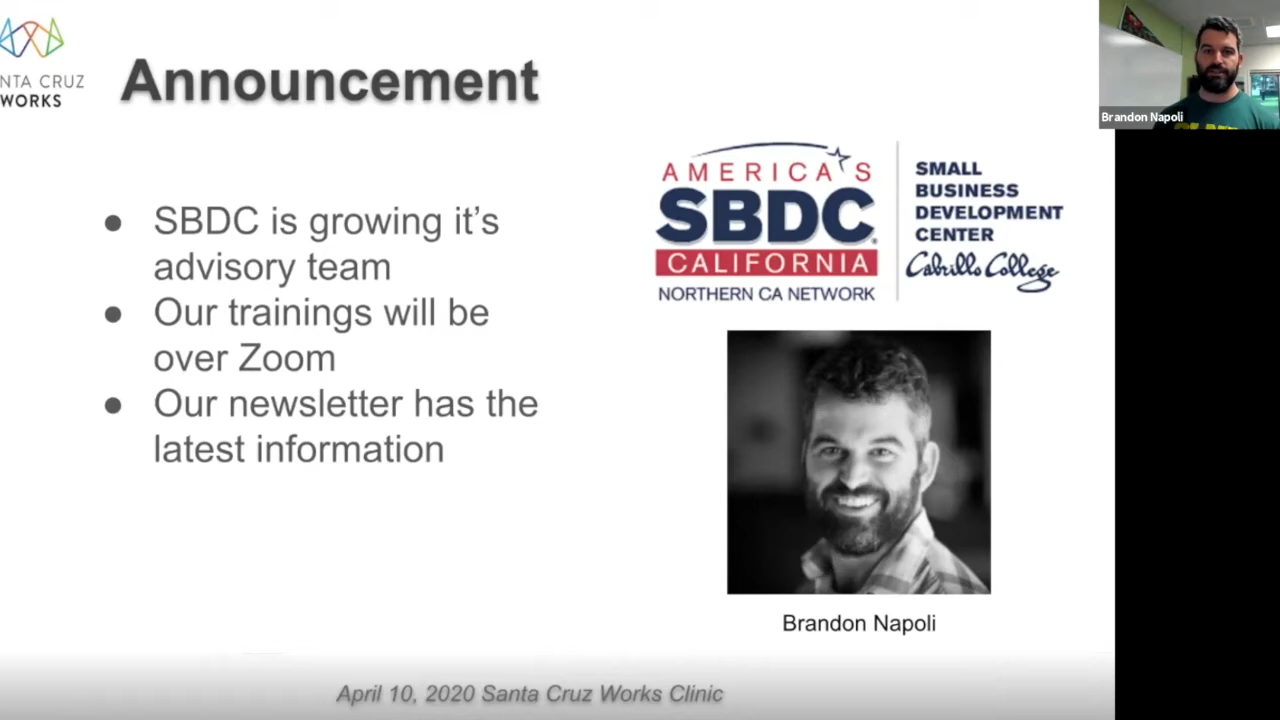 NTA CRUZ
WORKS
Announcement
● SBDC is growing it's
advisory team
● Our trainings will be
over Zoom
● Our newsletter has the
latest information
AMERICA'S
SBDC
CALIFORNIA
NORTHERN CA NETWORK
SMALL
BUSINESS
DEVELOPMENT
CENTER
Cabrillo College
Brandon Napoli
April 10, 2020 Santa Cruz Works Clinic
Brandon Napoli